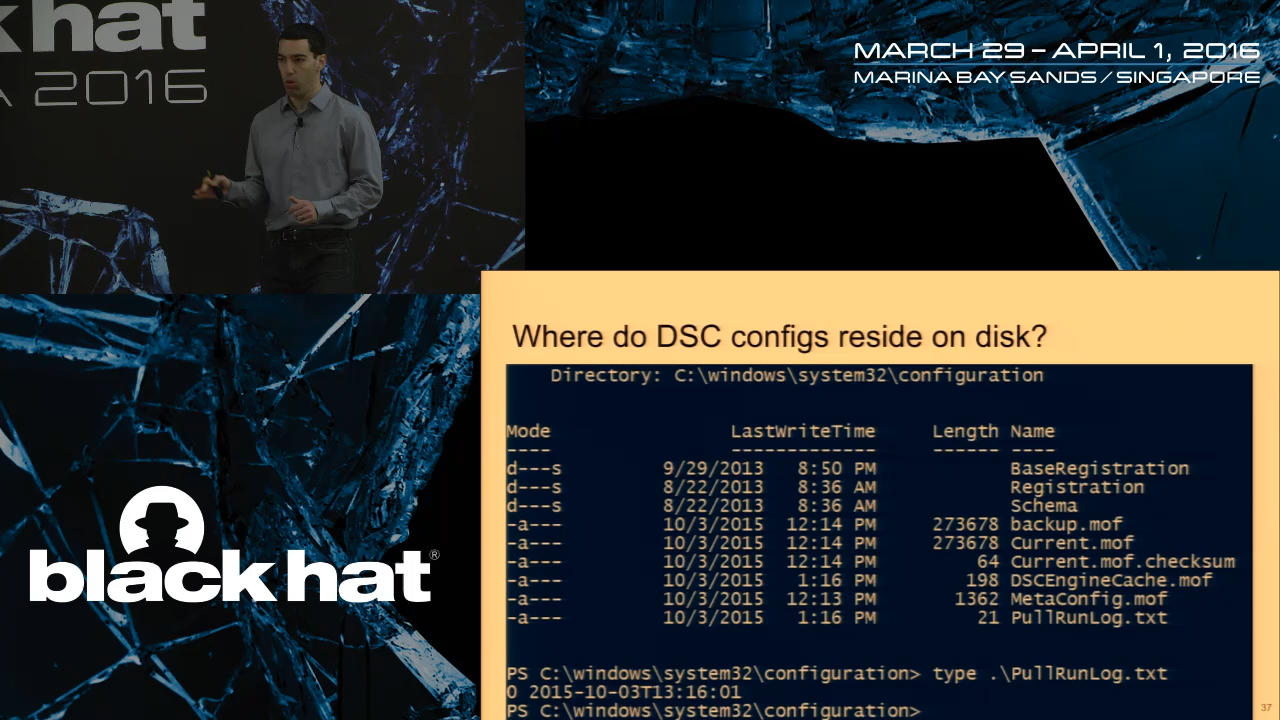 k hat
A 2016
MARCH 29 – APRIL 1, 2016
MARINA BAY SANDS / SINGAPORE
black hat®
Where do DSC configs reside on disk?
Directory: C:\windows\system32\configuration
Mode LastWriteTime Length Name
---- ------------- ------ ----
d---s 9/29/2013 8:50 PM BaseRegistration
d---s 8/22/2013 8:36 AM Registration
d---s 8/22/2013 8:36 AM Schema
-a--- 10/3/2015 12:14 PM 273678 backup.mof
-a--- 10/3/2015 12:14 PM 273678 Current.mof
-a--- 10/3/2015 12:14 PM 64 Current.mof.checksum
-a--- 10/3/2015 1:16 PM 198 DSCEngineCache.mof
-a--- 10/3/2015 12:13 PM 1362 MetaConfig.mof
-a--- 10/3/2015 1:16 PM 21 PullRunLog.txt
PS C:\windows\system32\configuration> type .\PullRunLog.txt
0 2015-10-03T13:16:01
PS C:\windows\system32\configuration>
37